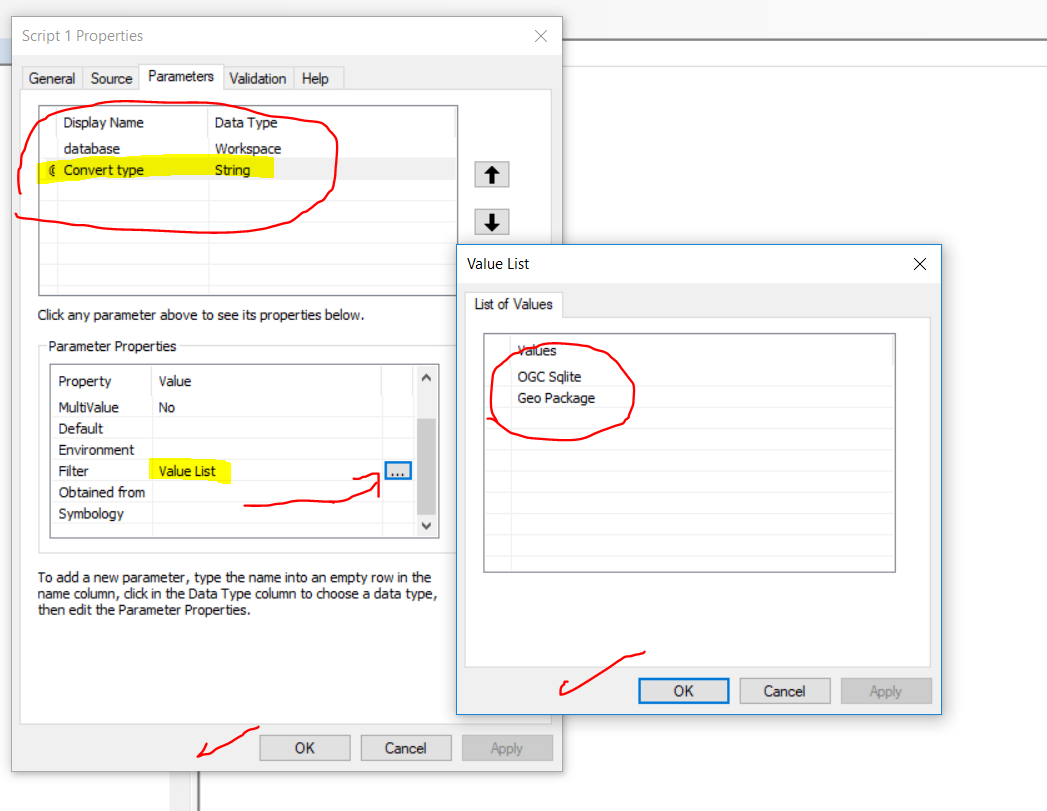 Script 1 Properties
General Source Parameters Validation Help
Display Name Data Type
database Workspace
Convert type String
Click any parameter above to see its properties below.
Parameter Properties
Property Value
MultiValue No
Default
Environment
Filter Value List ...
Obtained from
Symbology
To add a new parameter, type the name into an empty row in the
name column, click in the Data Type column to choose a data type,
then edit the Parameter Properties.
OK Cancel Apply
Value List
List of Values
Values
OGC Sqlite
Geo Package
OK Cancel Apply